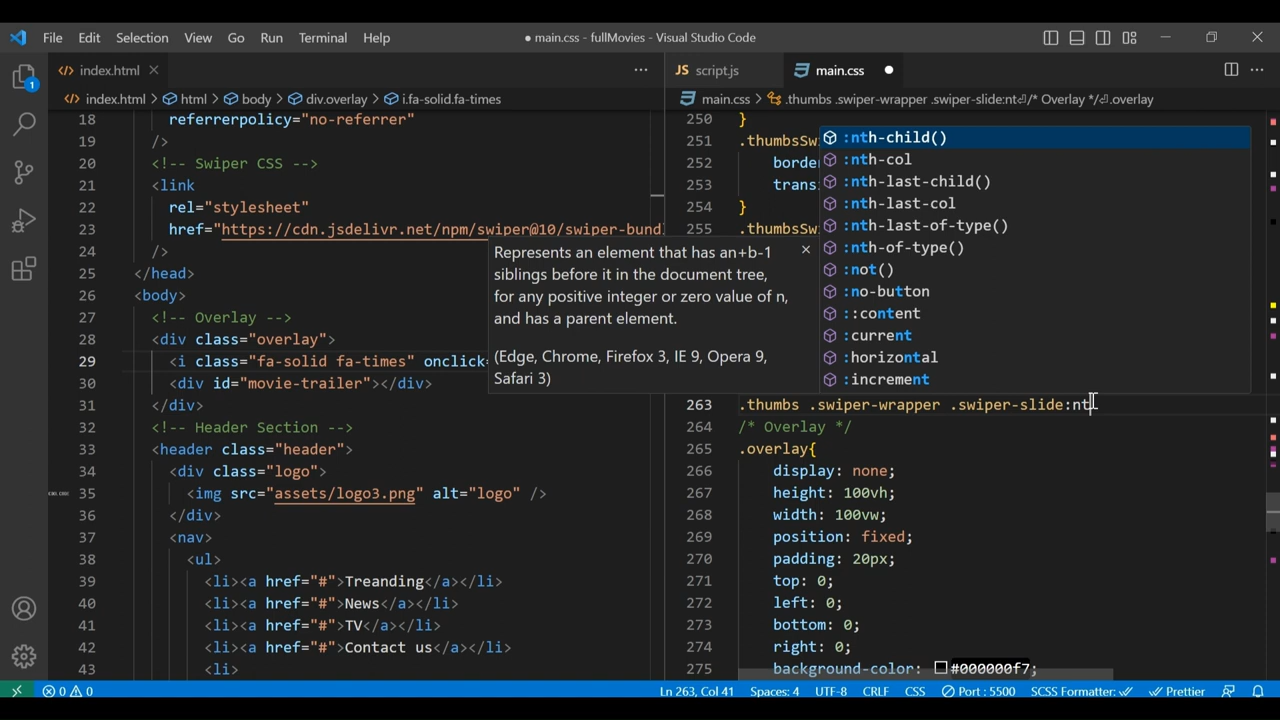 File Edit Selection View Go Run Terminal Help
● main.css - fullMovies - Visual Studio Code
1
index.html
index.html > html > body > div.overlay > i.fa-solid.fa-times
18 referrerpolicy="no-referrer"
19 />
20 <!-- Swiper CSS -->
21 <link
22 rel="stylesheet"
23 href="https://cdn.jsdelivr.net/npm/swiper@10/swiper-bund
24 />
25 </head>
26 <body>
27 <!-- Overlay -->
28 <div class="overlay">
29 <i class="fa-solid fa-times" onclick=
30 <div id="movie-trailer"></div>
31 </div>
32 <!-- Header Section -->
33 <header class="header">
34 <div class="logo">
35 <img src="assets/logo3.png" alt="logo" />
36 </div>
37 <nav>
38 <ul>
39 <li><a href="#">Treanding</a></li>
40 <li><a href="#">News</a></li>
41 <li><a href="#">TV</a></li>
42 <li><a href="#">Contact us</a></li>
43 <li>
Represents an element that has an+b-1
siblings before it in the document tree,
for any positive integer or zero value of n,
and has a parent element.
(Edge, Chrome, Firefox 3, IE 9, Opera 9,
Safari 3)
JS script.js
main.css
main.css > .thumbs .swiper-wrapper .swiper-slide:nt⏎/* Overlay */⏎.overlay
250 }
251 .thumbsSw
252 borde
253 trans
254 }
255 .thumbsSw
:nth-child()
:nth-col
:nth-last-child()
:nth-last-col
:nth-last-of-type()
:nth-of-type()
:not()
:no-button
::content
:current
:horizontal
:increment
263 .thumbs .swiper-wrapper .swiper-slide:nt
264 /* Overlay */
265 .overlay{
266 display: none;
267 height: 100vh;
268 width: 100vw;
269 position: fixed;
270 padding: 20px;
271 top: 0;
272 left: 0;
273 bottom: 0;
274 right: 0;
275 background-color: #000000f7;
0 0 Ln 263, Col 41 Spaces: 4 UTF-8 CRLF CSS Port : 5500 SCSS Formatter: Prettier